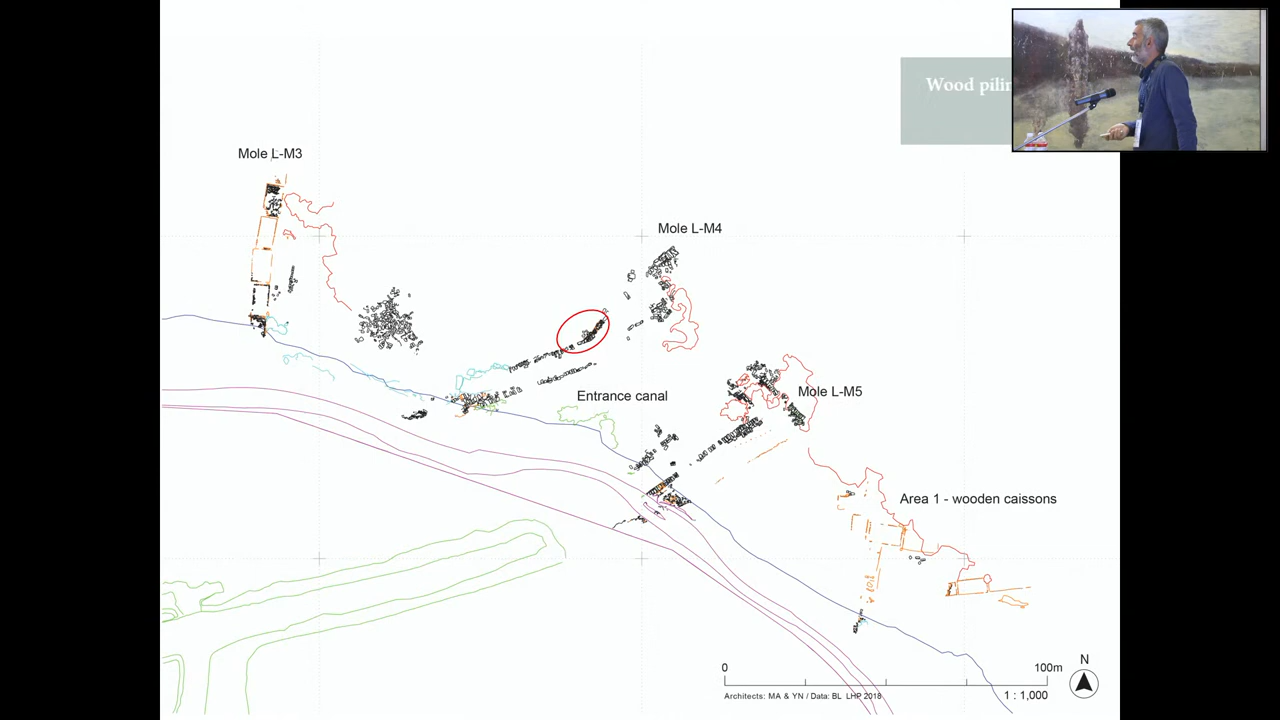 Wood
Mole L-M3
Mole L-M4
Entrance canal
Mole L-M5
Area 1 - wooden caissons
0
100m
N
Architects: MA & YN / Data: BL LHP 2018
1 : 1,000